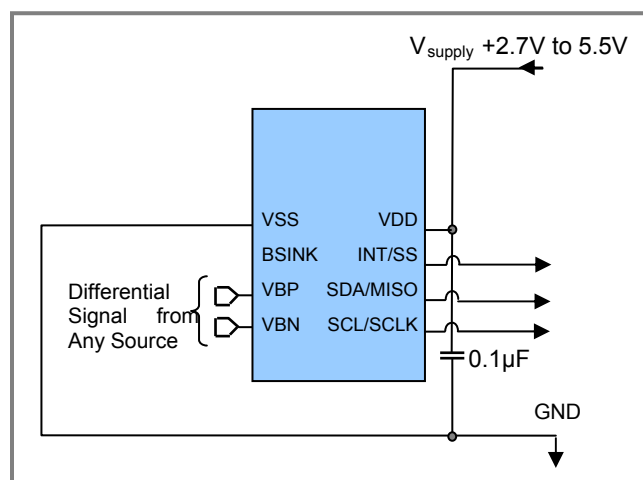 Vsupply +2.7V to 5.5V
VSS VDD
BSINK INT/SS
VBP SDA/MISO
VBN SCL/SCLK
Differential
Signal from
Any Source
0.1µF
GND